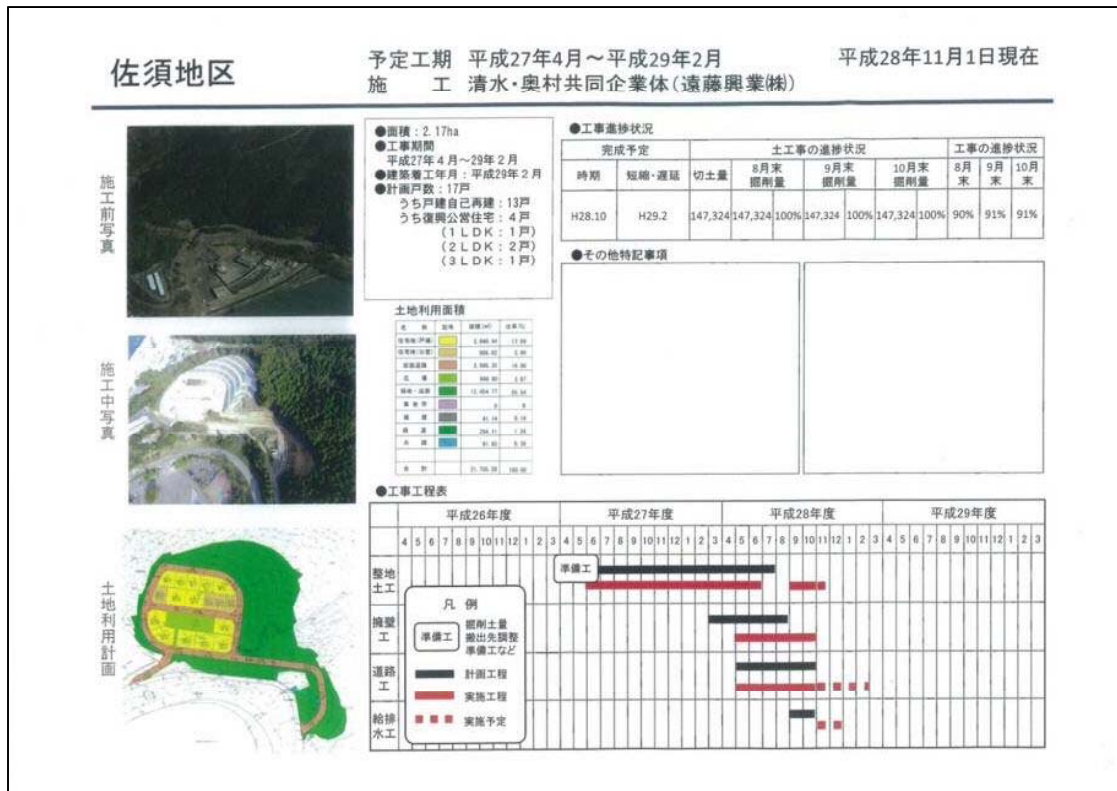 佐須地区
予定工期 平成27年4月～平成29年2月
平成28年11月1日現在
施 工 清水・奥村共同企業体(遠藤興業㈱)
施工前写真
施工中写真
土地利用計画
●面積：2.17ha
●工事期間
平成27年４月～29年２月
●建築着工年月：平成29年２月
●計画戸数：17戸
うち戸建自己再建：13戸
うち復興公営住宅：４戸
(１ＬＤＫ：１戸)
(２ＬＤＫ：２戸)
(３ＬＤＫ：１戸)
●工事進捗状況
完成予定 土工事の進捗状況 工事の進捗状況
時期 短縮・遅延 切土量 8月末掘削量 9月末掘削量 10月末掘削量 8月末 9月末 10月末
H28.10 H29.2 147,324 147,324 100% 147,324 100% 147,324 100% 90% 91% 91%
●その他特記事項
土地利用面積
合 計
●工事工程表
平成26年度 平成27年度 平成28年度 平成29年度
4 5 6 7 8 9 10 11 12 1 2 3 4 5 6 7 8 9 10 11 12 1 2 3 4 5 6 7 8 9 10 11 12 1 2 3 4 5 6 7 8 9 10 11 12 1 2 3
整地土工
準備工
擁壁工
道路工
給排水工
凡 例
準備工
掘削土量
搬出先調整
準備工など
計画工程
実施工程
実施予定